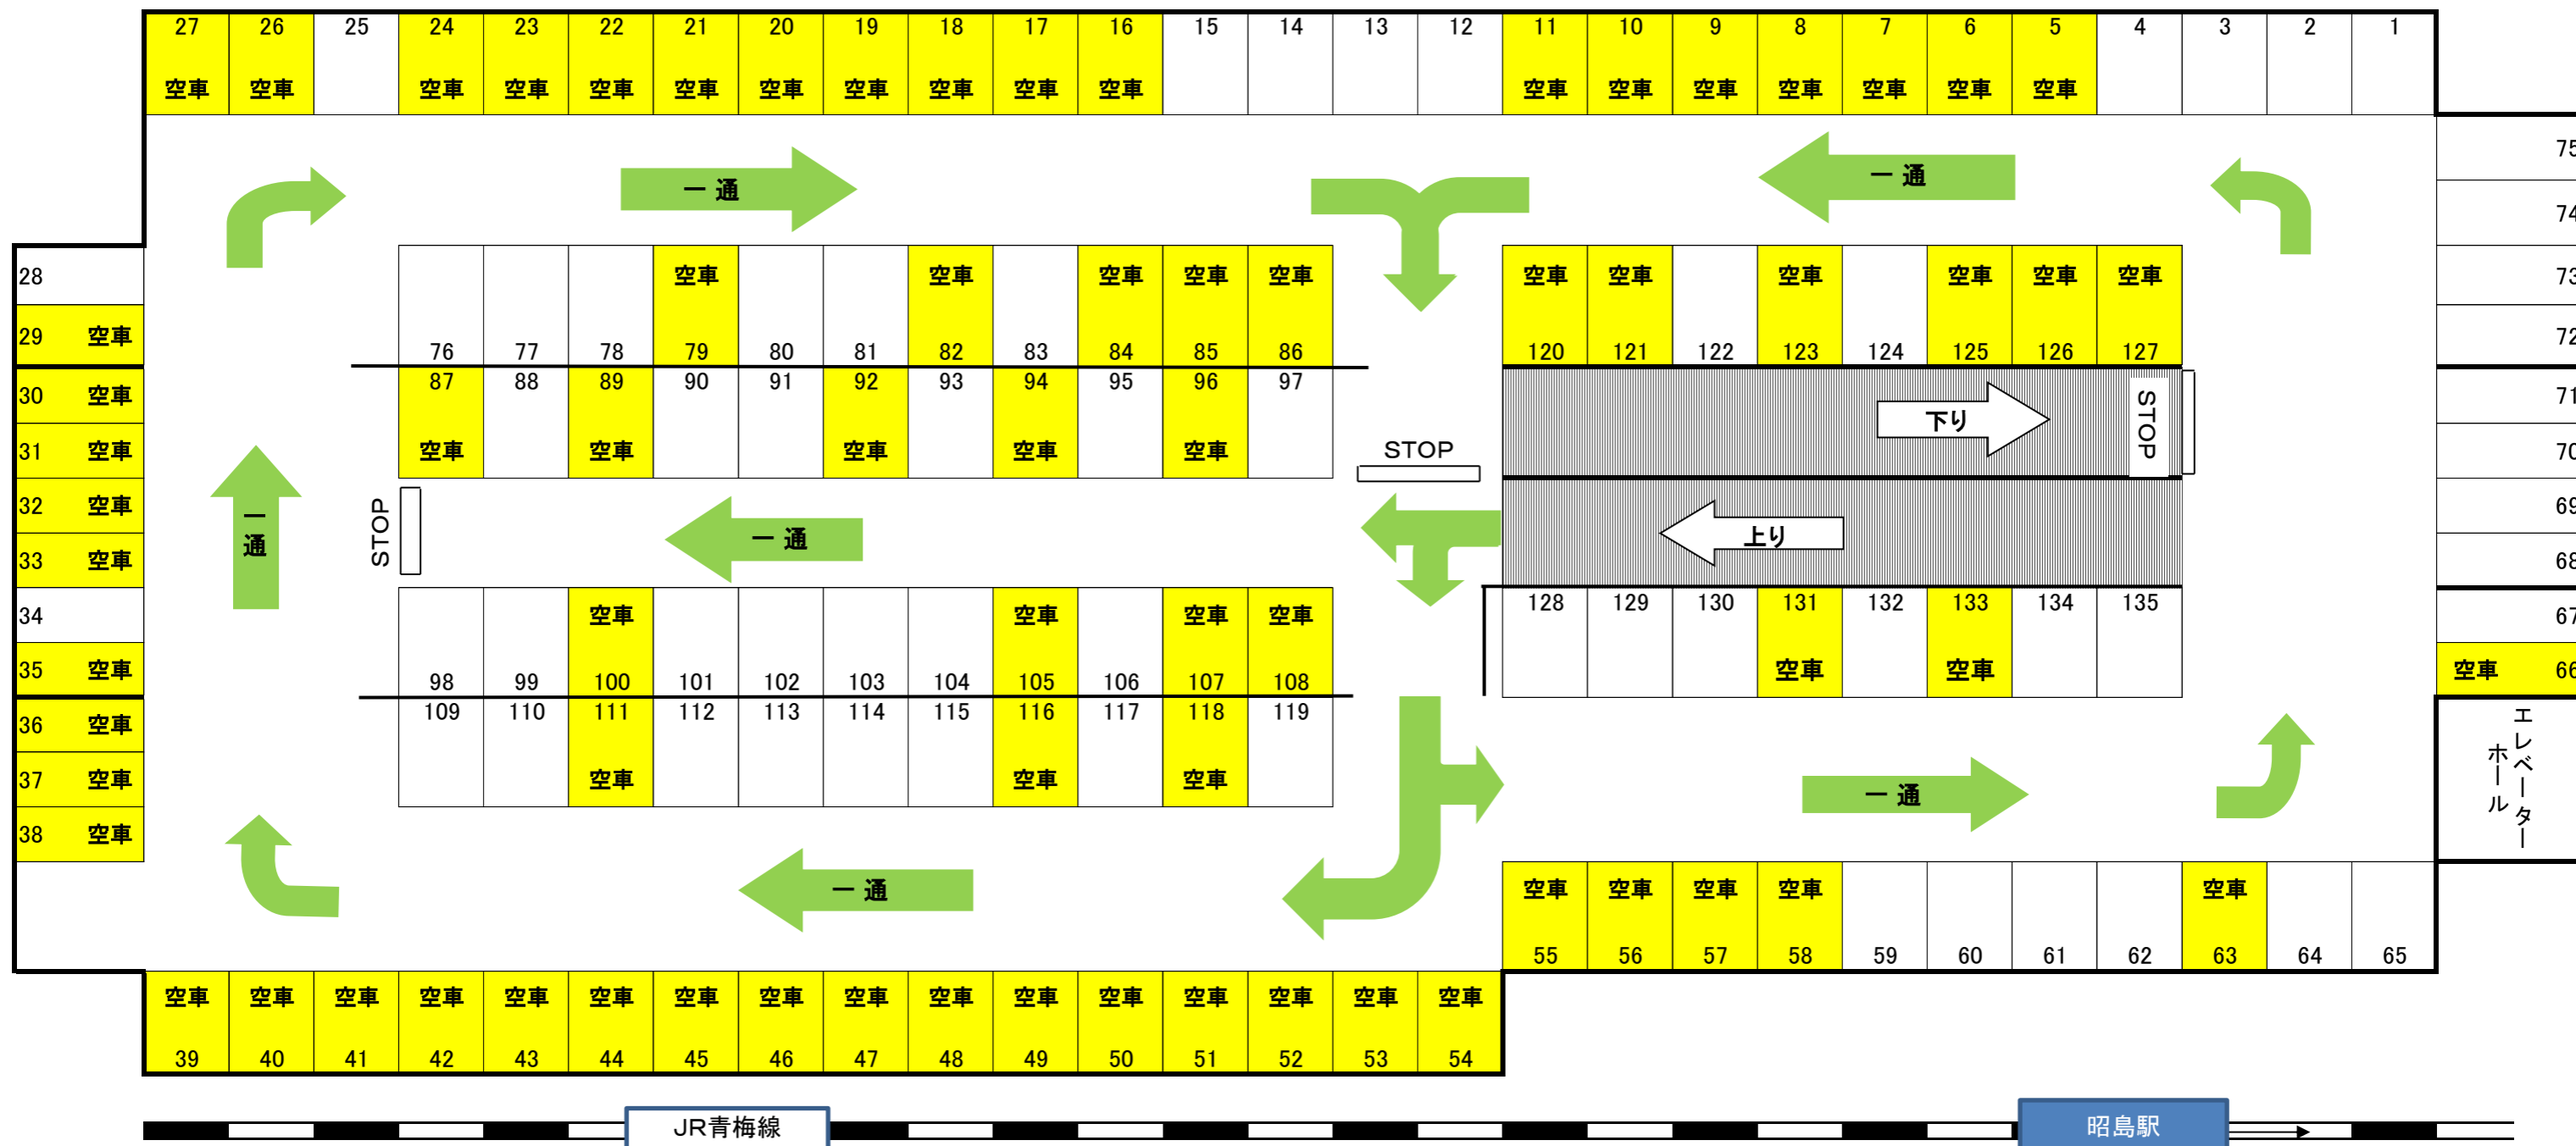 27 26 25 24 23 22 21 20 19 18 17 16 15 14 13 12 11 10 9 8 7 6 5 4 3 2 1
空車 空車 空車 空車 空車 空車 空車 空車 空車 空車 空車 空車 空車 空車 空車 空車 空車 空車
75
一 通 一 通
74
空車 空車 空車 空車 空車 空車 空車 空車 空車 空車 空車
28 73
29 空車 72
76 77 78 79 80 81 82 83 84 85 86 120 121 122 123 124 125 126 127
87 88 89 90 91 92 93 94 95 96 97
30 空車 71
下り
STOP
空車 空車 空車 空車 空車
31 空車 70
STOP
32 空車 69
STOP
一通
一 通
上り
33 空車 68
128 129 130 131 132 133 134 135
空車 空車 空車 空車
34 67
空車 空車
35 空車 空車 66
98 99 100 101 102 103 104 105 106 107 108
109 110 111 112 113 114 115 116 117 118 119
36 空車
エレベーター
ホール
空車 空車 空車
37 空車
一 通
38 空車
一 通
空車 空車 空車 空車 空車
55 56 57 58 59 60 61 62 63 64 65
空車 空車 空車 空車 空車 空車 空車 空車 空車 空車 空車 空車 空車 空車 空車 空車
39 40 41 42 43 44 45 46 47 48 49 50 51 52 53 54
JR青梅線
昭島駅